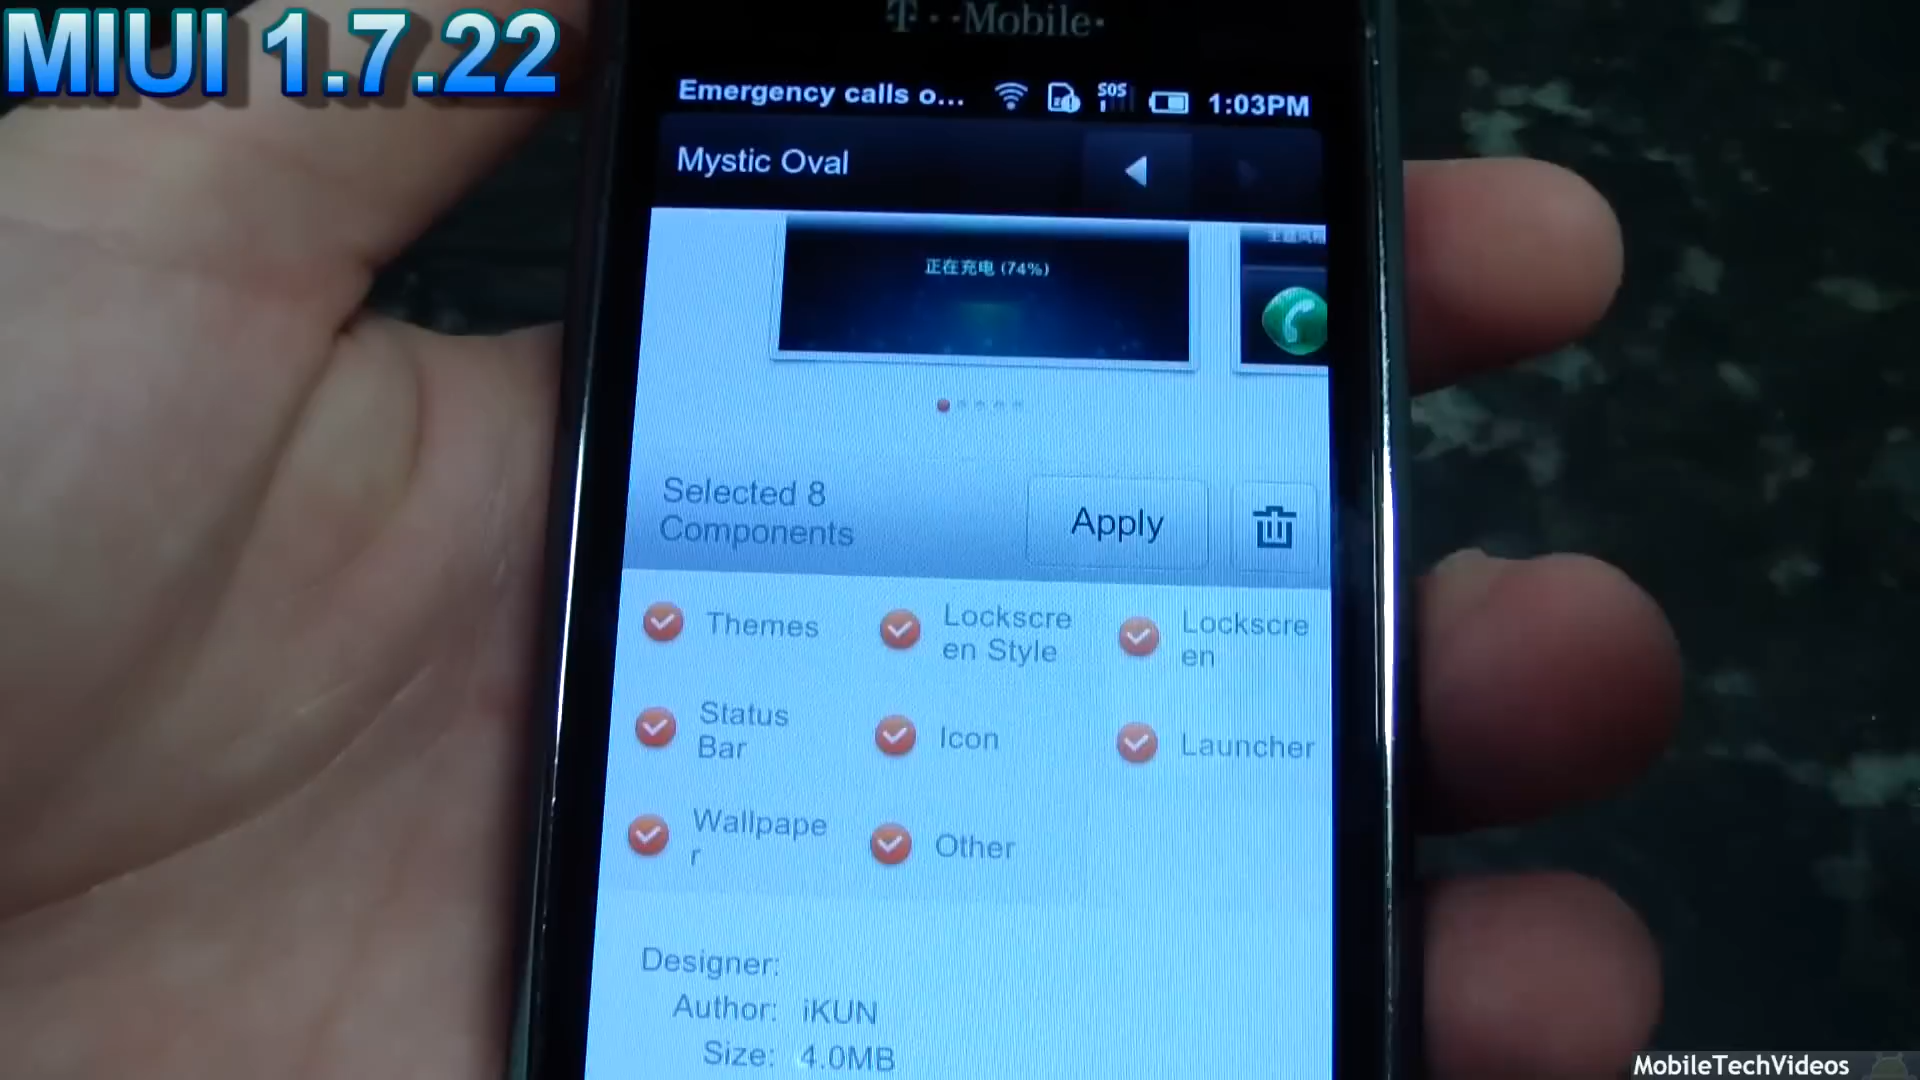 MIUI 1.7.22
T··Mobile·
Emergency calls o... SOS 1:03PM
Mystic Oval
正在充电 (74%)
Selected 8
Components
Apply
Themes
Lockscre
en Style
Lockscre
en
Status
Bar
Icon
Launcher
Wallpape
r
Other
Designer:
Author: iKUN
Size: 4.0MB
MobileTechVideos